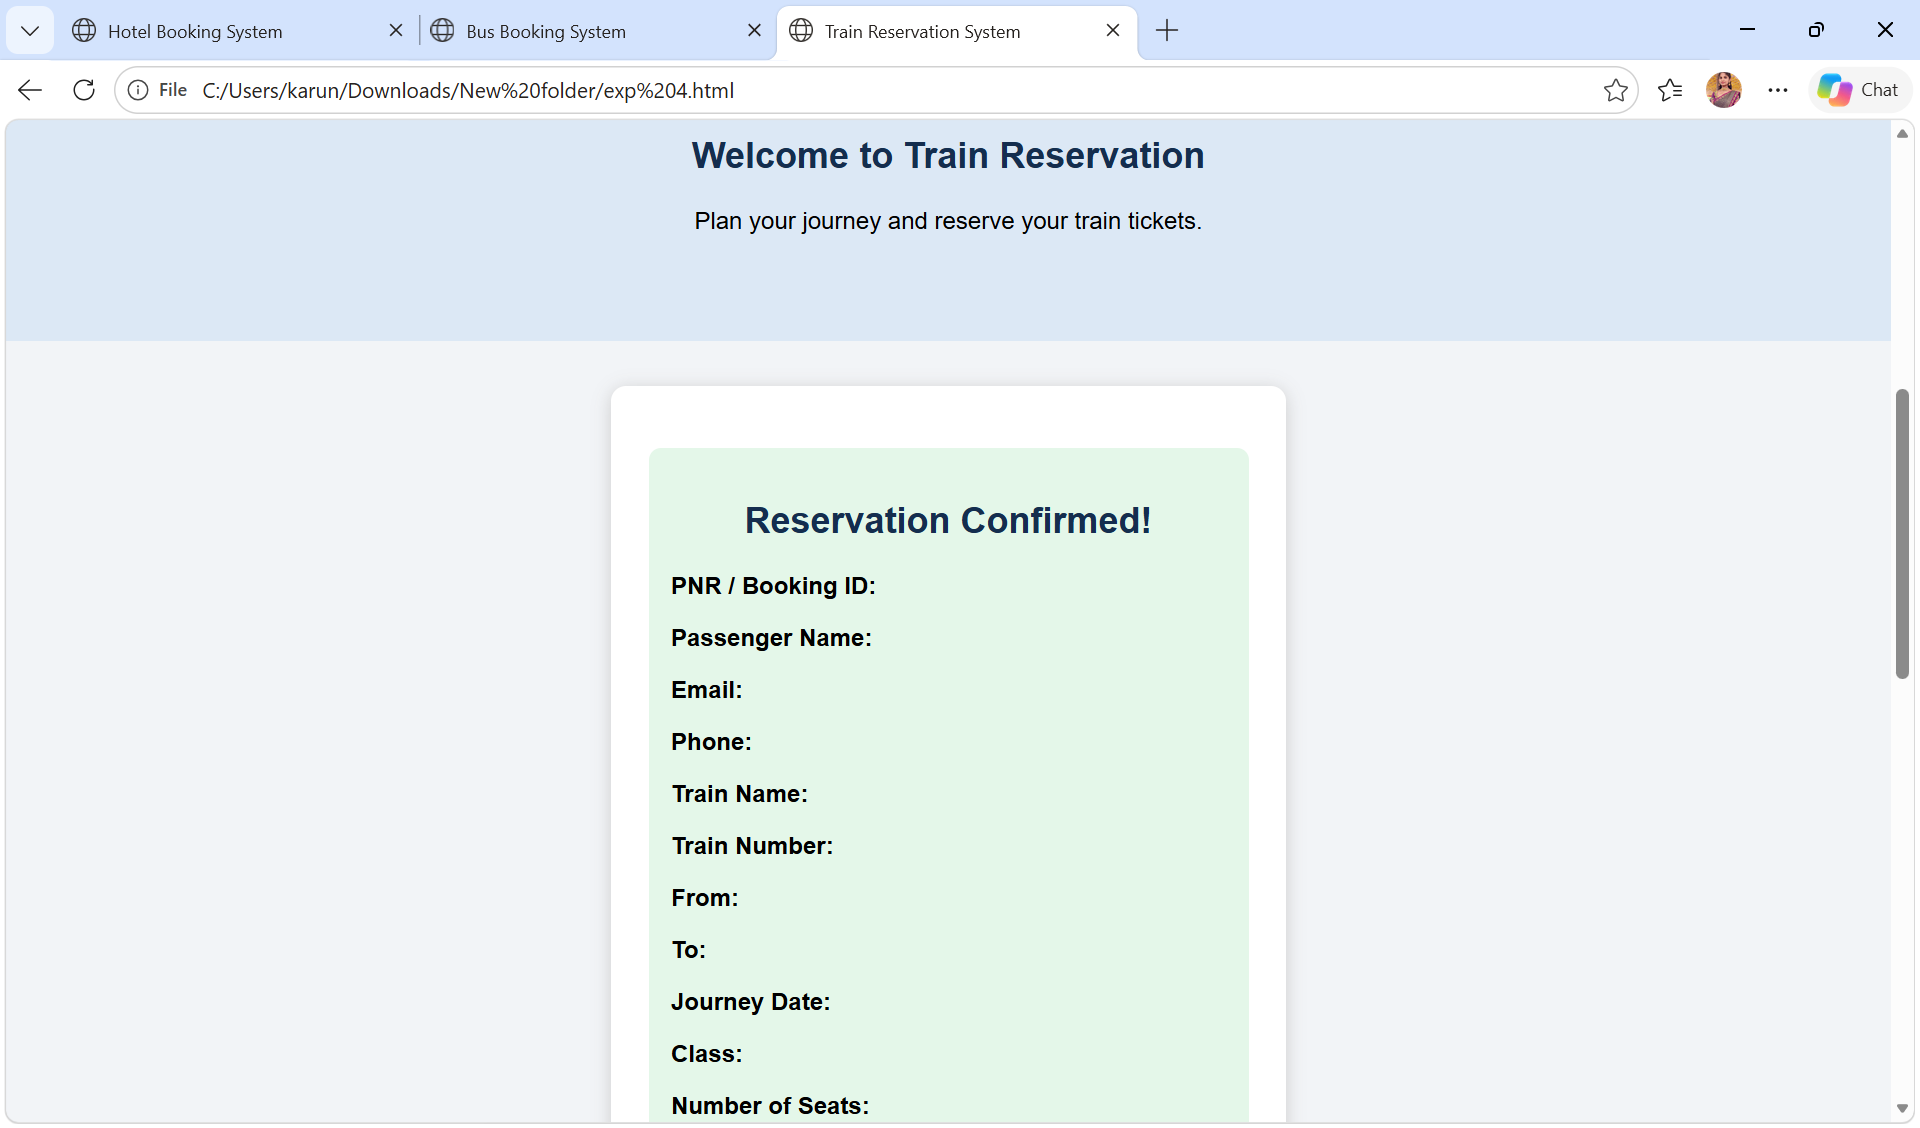 Hotel Booking System
Bus Booking System
Train Reservation System
File C:/Users/karun/Downloads/New%20folder/exp%204.html
Chat
Welcome to Train Reservation
Plan your journey and reserve your train tickets.
Reservation Confirmed!
PNR / Booking ID:
Passenger Name:
Email:
Phone:
Train Name:
Train Number:
From:
To:
Journey Date:
Class:
Number of Seats: